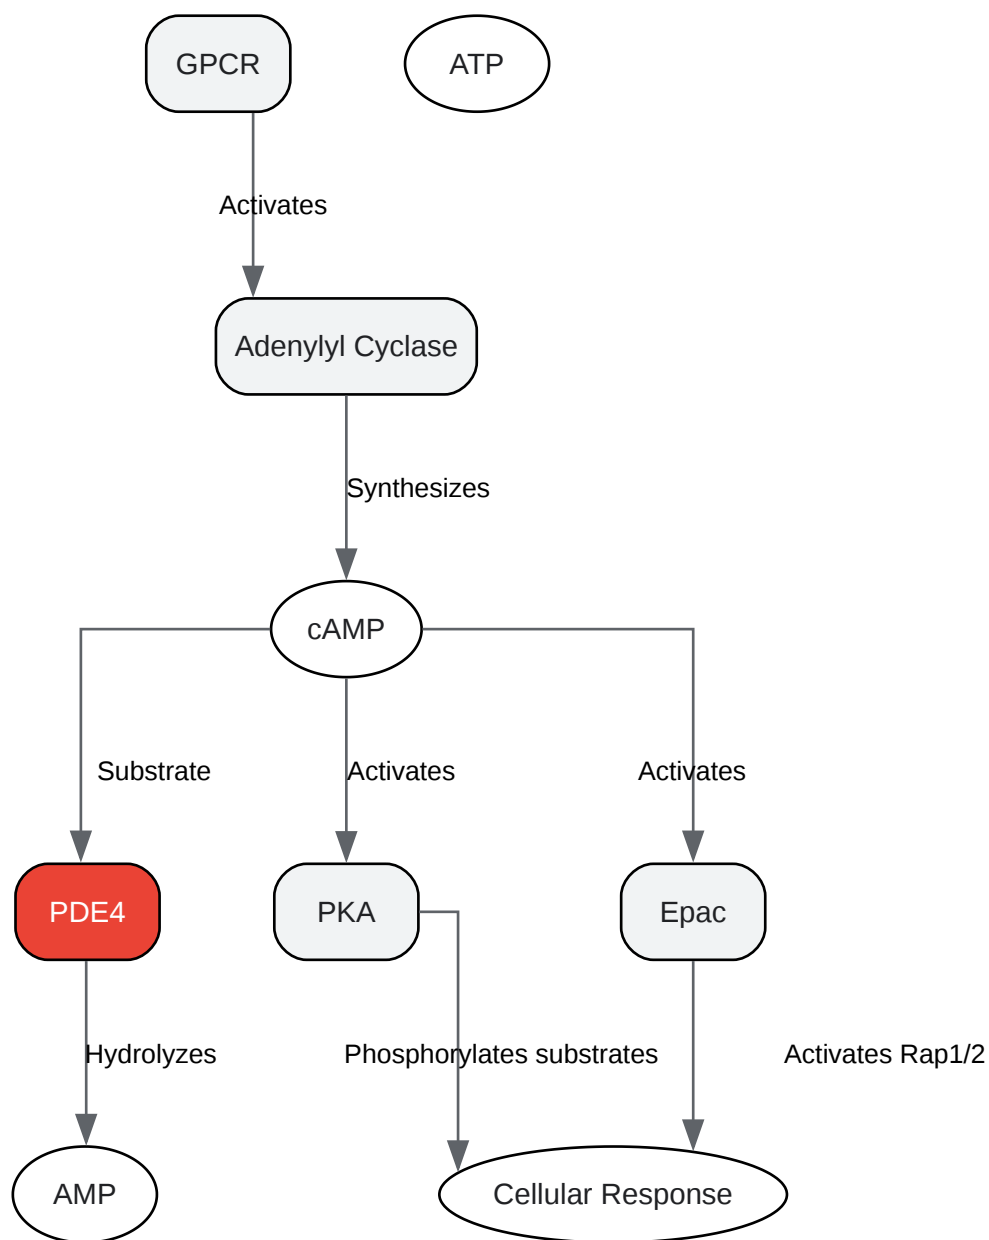 GPCR
ATP
Activates
Adenylyl Cyclase
Synthesizes
cAMP
Substrate
Activates
Activates
PDE4
PKA
Epac
Hydrolyzes
Phosphorylates substrates
Activates Rap1/2
AMP
Cellular Response